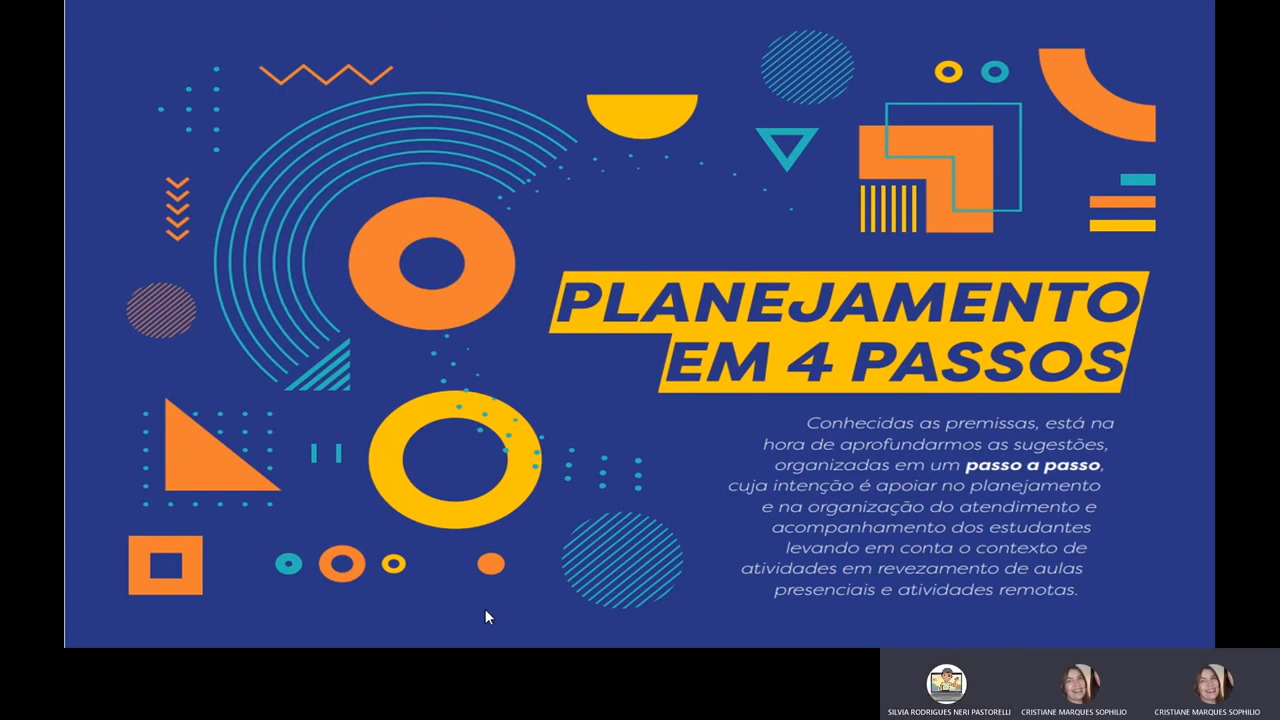 PLANEJAMENTO
EM 4 PASSOS
Conhecidas as premissas, está na
hora de aprofundarmos as sugestões,
organizadas em um passo a passo,
cuja intenção é apoiar no planejamento
e na organização do atendimento e
acompanhamento dos estudantes
levando em conta o contexto de
atividades em revezamento de aulas
presenciais e atividades remotas.
SILVIA RODRIGUES NERI PASTORELLI
CRISTIANE MARQUES SOPHILIO
CRISTIANE MARQUES SOPHILIO